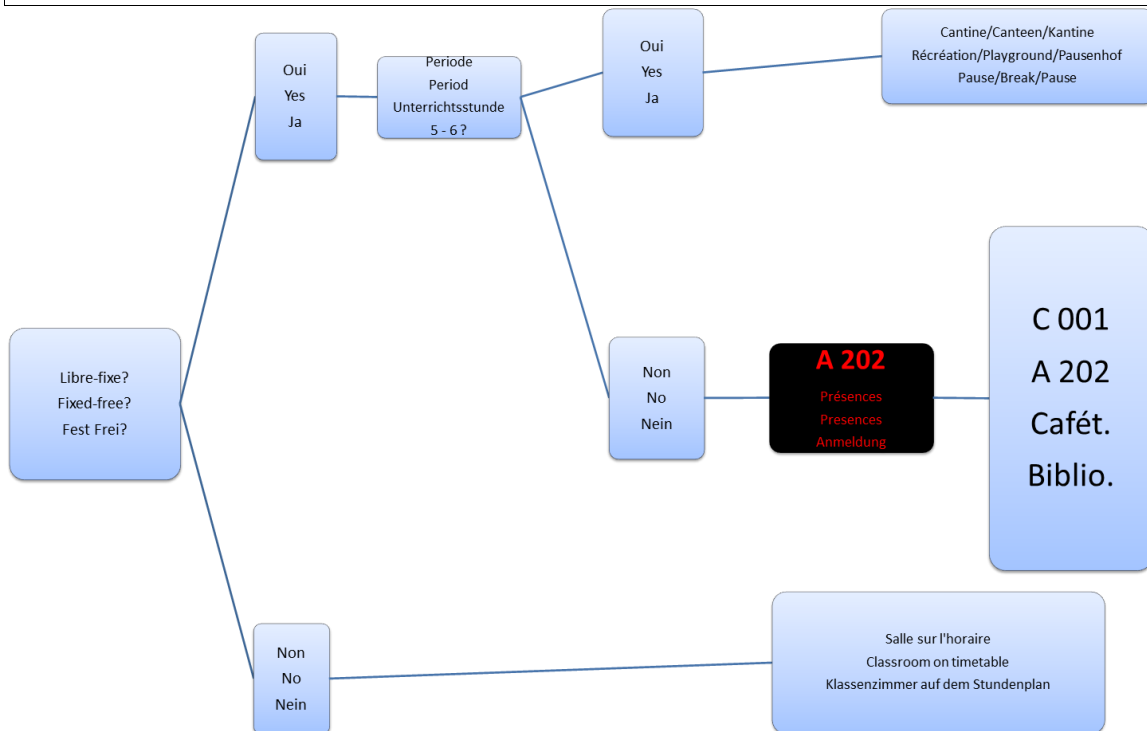 Libre-fixe?
Fixed-free?
Fest Frei?
Oui
Yes
Ja
Periode
Period
Unterrichtsstunde
5 - 6 ?
Oui
Yes
Ja
Cantine/Canteen/Kantine
Récréation/Playground/Pausenhof
Pause/Break/Pause
Non
No
Nein
A 202
Présences
Presences
Anmeldung
C 001
A 202
Cafét.
Biblio.
Non
No
Nein
Salle sur l'horaire
Classroom on timetable
Klassenzimmer auf dem Stundenplan